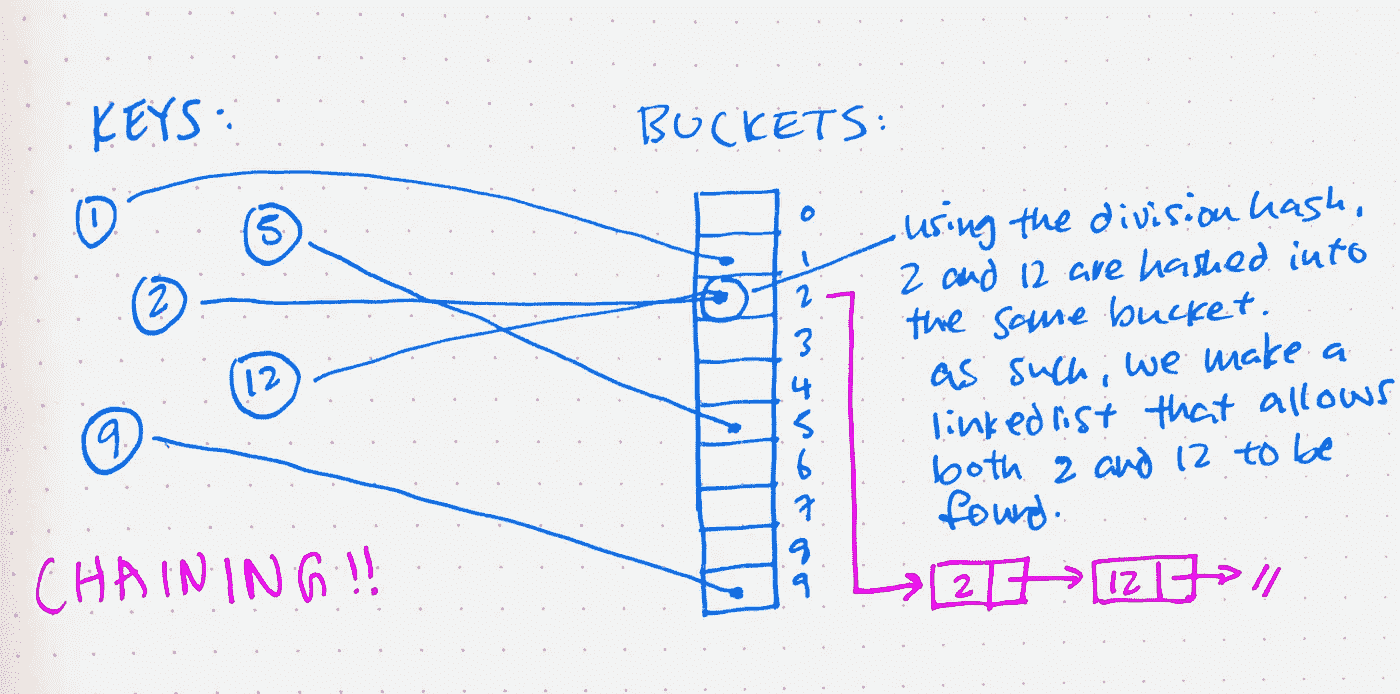 KEYS:
BUCKETS:
1
5
2
12
9
0
1
2
3
4
5
6
7
9
9
using the division hash,
2 and 12 are hashed into
the same bucket.
as such, we make a
linked list that allows
both 2 and 12 to be
found.
CHAINING!!
2 12 //